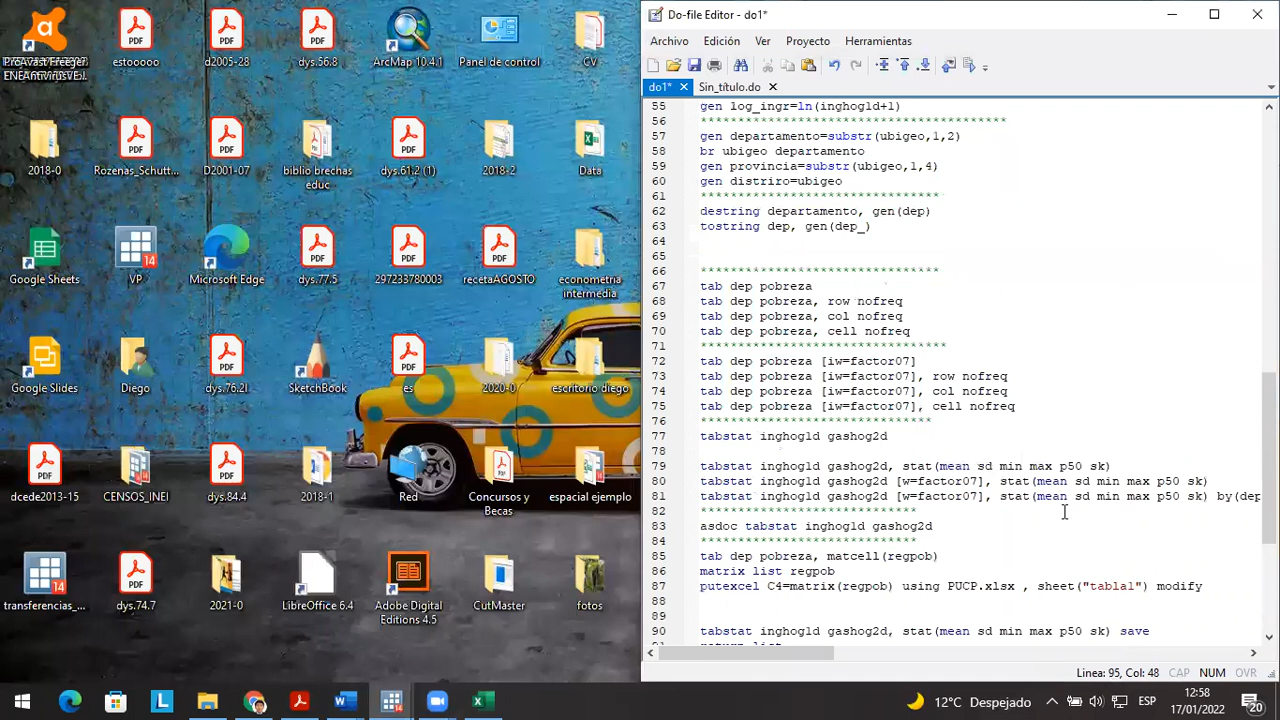 estooooo
d2005-28
dys.56.8
ArcMap 10.4.1
Panel de control
CV
2018-0
Rozenas_Schutt...
D2001-07
biblio brechas
educ
dys.61.2 (1)
2018-2
Data
Google Sheets
VP
Microsoft Edge
dys.77.5
297233780003
recetaAGOSTO
econometria
intermedia
Google Slides
Diego
dys.76.2l
SketchBook
es
2020-0
escritorio diego
dcede2013-15
CENSOS_INEI
dys.84.4
2018-1
Red
Concursos y
Becas
espacial ejemplo
transferencias_...
dys.74.7
2021-0
LibreOffice 6.4
Adobe Digital
Editions 4.5
CutMaster
fotos
Do-file Editor - do1*
Archivo Edición Ver Proyecto Herramientas
do1* Sin_título.do
55 gen log_ingr=ln(inghog1d+1)
56 *****************************************
57 gen departamento=substr(ubigeo,1,2)
58 br ubigeo departamento
59 gen provincia=substr(ubigeo,1,4)
60 gen distriro=ubigeo
61 ********************************
62 destring departamento, gen(dep)
63 tostring dep, gen(dep_)
64
65
66 ********************************
67 tab dep pobreza
68 tab dep pobreza, row nofreq
69 tab dep pobreza, col nofreq
70 tab dep pobreza, cell nofreq
71 *********************************
72 tab dep pobreza [iw=factor07]
73 tab dep pobreza [iw=factor07], row nofreq
74 tab dep pobreza [iw=factor07], col nofreq
75 tab dep pobreza [iw=factor07], cell nofreq
76 *******************************
77 tabstat inghog1d gashog2d
78
79 tabstat inghog1d gashog2d, stat(mean sd min max p50 sk)
80 tabstat inghog1d gashog2d [w=factor07], stat(mean sd min max p50 sk)
81 tabstat inghog1d gashog2d [w=factor07], stat(mean sd min max p50 sk) by(dep
82 *****************************
83 asdoc tabstat inghog1d gashog2d
84 *****************************
85 tab dep pobreza, matcell(regpob)
86 matrix list regpob
87 putexcel C4=matrix(regpob) using PUCP.xlsx , sheet("tabla1") modify
88
89
90 tabstat inghog1d gashog2d, stat(mean sd min max p50 sk) save
Linea: 95, Col: 48 CAP NUM OVR
12°C Despejado ESP 12:58
17/01/2022 20